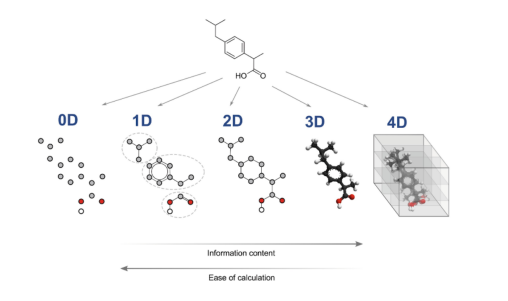 HO
O
0D
1D
2D
3D
4D
Information content
Ease of calculation